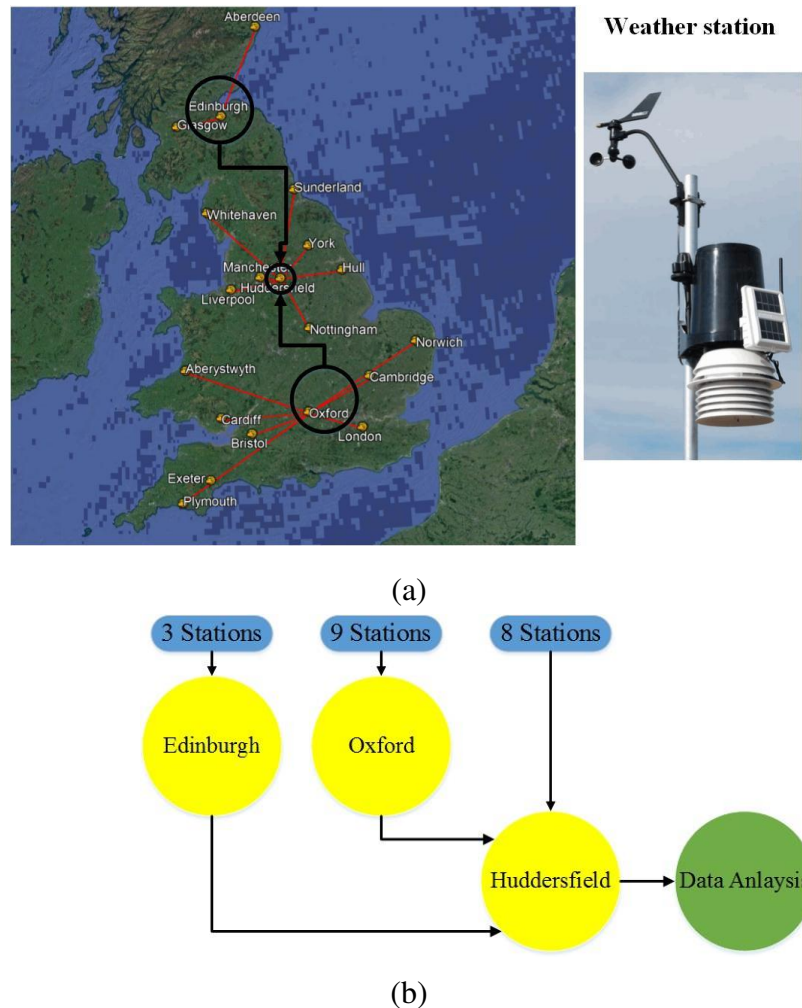 Aberdeen
Weather station
Edinburgh
Glasgow
Sunderland
Whitehaven
York
Manchester
Hull
Huddersfield
Liverpool
Nottingham
Norwich
Aberystwyth
Cambridge
Cardiff
Oxford
Bristol
London
Exeter
Plymouth
(a)
3 Stations
9 Stations
8 Stations
Edinburgh
Oxford
Huddersfield
Data Anlaysis
(b)